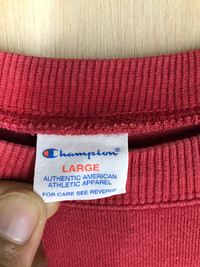 Champion
LARGE
AUTHENTIC AMERICAN
ATHLETIC APPAREL
FOR CARE SEE REVERSE